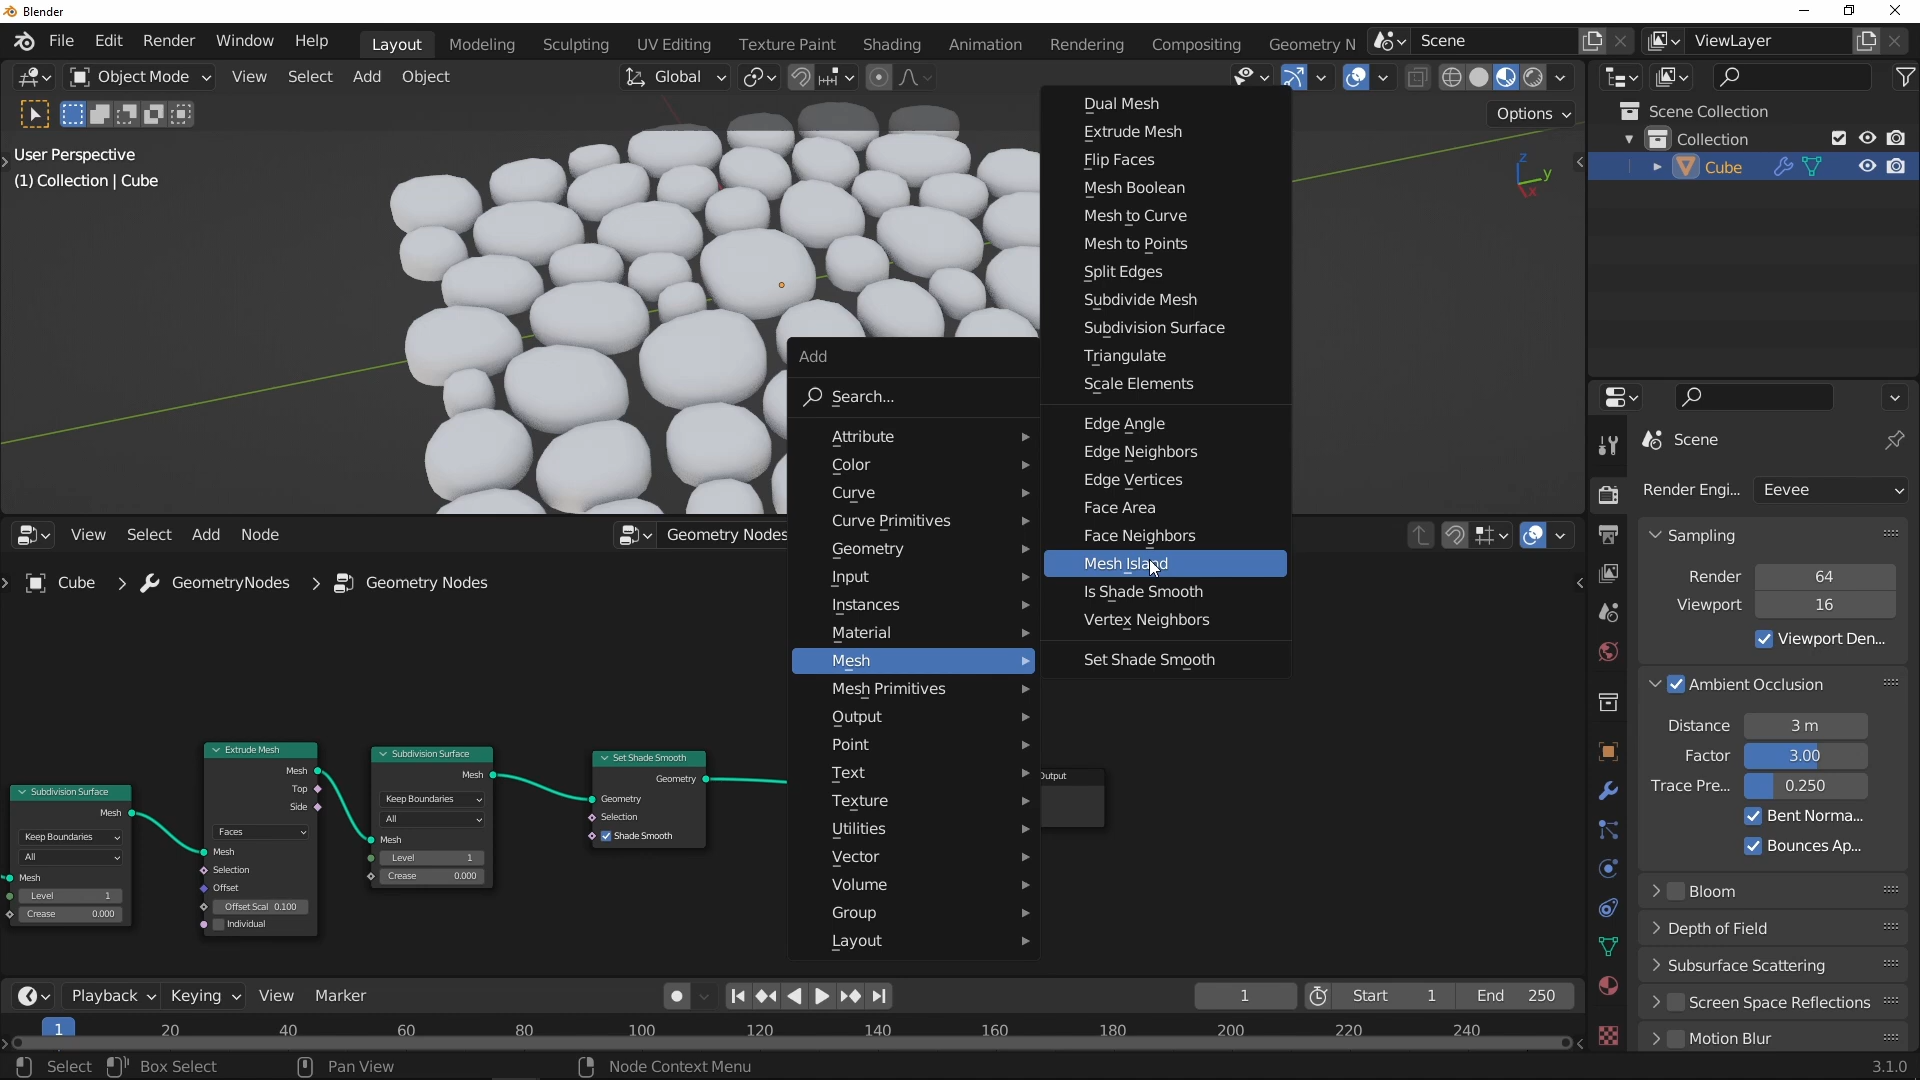 Blender
File Edit Render Window Help Layout Modeling Sculpting UV Editing Texture Paint Shading Animation Rendering Compositing Geometry N Scene ViewLayer
Object Mode View Select Add Object Global
Options
User Perspective
(1) Collection | Cube
Z
Y
X
Scene Collection
Collection
Cube
Dual Mesh
Extrude Mesh
Flip Faces
Mesh Boolean
Mesh to Curve
Mesh to Points
Split Edges
Subdivide Mesh
Subdivision Surface
Triangulate
Scale Elements
Edge Angle
Edge Neighbors
Edge Vertices
Face Area
Face Neighbors
Mesh Island
Is Shade Smooth
Vertex Neighbors
Set Shade Smooth
Add
Search...
Attribute
Color
Curve
Curve Primitives
Geometry
Input
Instances
Material
Mesh
Mesh Primitives
Output
Point
Text
Texture
Utilities
Vector
Volume
Group
Layout
View Select Add Node Geometry Nodes
Cube GeometryNodes Geometry Nodes
Subdivision Surface
Mesh
Keep Boundaries
All
Mesh
Level 1
Crease 0.000
Extrude Mesh
Mesh
Top
Side
Faces
Mesh
Selection
Offset
Offset Scal 0.100
Individual
Subdivision Surface
Mesh
Keep Boundaries
All
Mesh
Level 1
Crease 0.000
Set Shade Smooth
Geometry
Geometry
Selection
Shade Smooth
Output
Scene
Render Engi... Eevee
Sampling
Render 64
Viewport 16
Viewport Den...
Ambient Occlusion
Distance 3 m
Factor 3.00
Trace Pre... 0.250
Bent Norma...
Bounces Ap...
Bloom
Depth of Field
Subsurface Scattering
Screen Space Reflections
Motion Blur
Playback Keying View Marker 1 Start 1 End 250
1 20 40 60 80 100 120 140 160 180 200 220 240
Select Box Select Pan View Node Context Menu 3.1.0